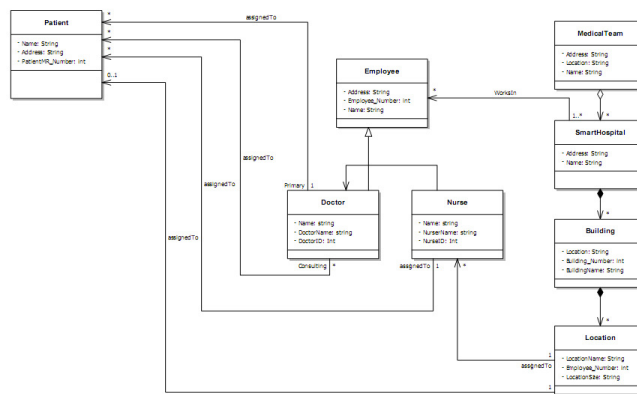 Patient
- Name: String
- Address: String
- PatientMR_Number: Int
*
*
*
0..1
assignedTo
assignedTo
assignedTo
assignedTo
Employee
- Address: String
- Employee_Number: Int
- Name: String
*
WorksIn
1..*
MedicalTeam
- Address: String
- Location: String
- Name: String
*
SmartHospital
- Address: String
- Name: String
*
Primary
1
Doctor
- Name: string
- DoctorName: string
- DoctorID: Int
Consulting
*
Nurse
- Name: string
- NurseName: string
- NurseID: Int
assignedTo
1
*
Building
- Location: String
- Building_Number: Int
- BuildingName: String
*
Location
- LocationName: String
- Employee_Number: Int
- LocationSize: String
1
assignedTo
1